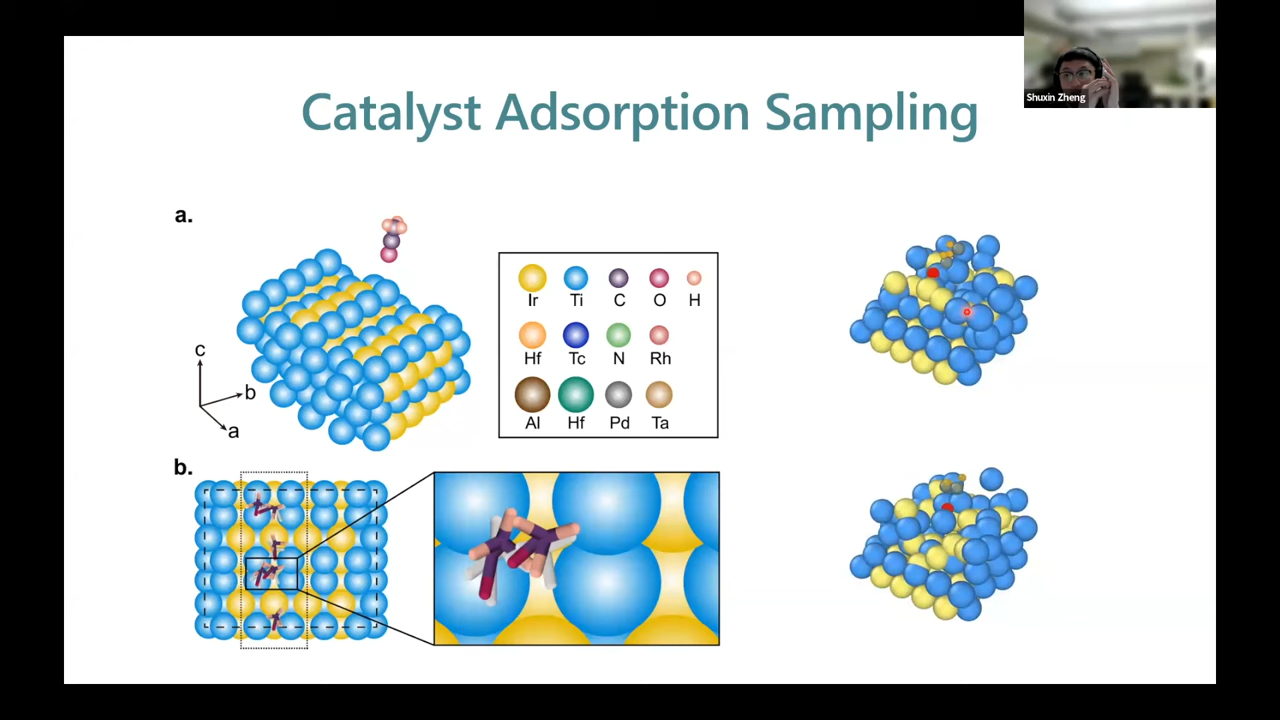 Shuxin Zheng
Catalyst Adsorption Sampling
a.
Ir Ti C O H
Hf Tc N Rh
Al Hf Pd Ta
c
b
a
b.